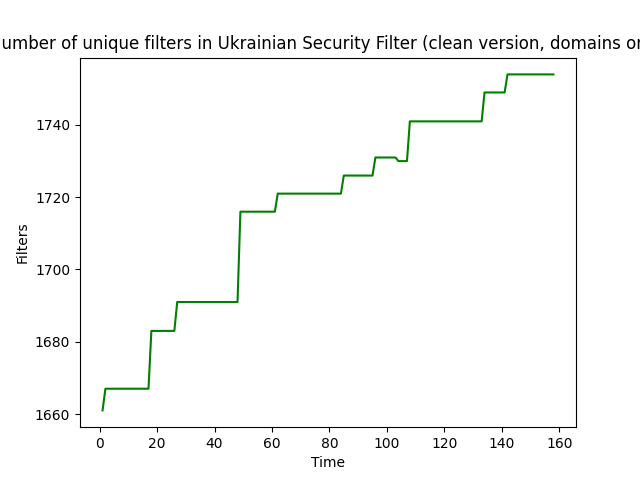 umber of unique filters in Ukrainian Security Filter (clean version, domains on
Filters
1740
1720
1700
1680
1660
0 20 40 60 80 100 120 140 160
Time